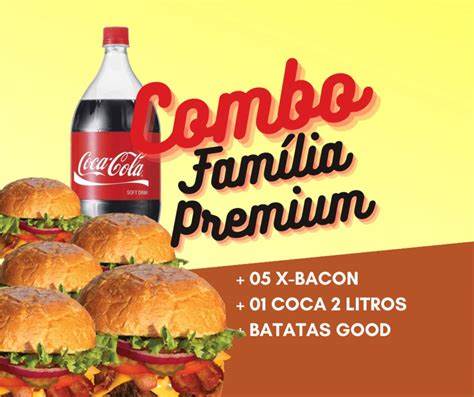 Combo
Família
Premium
Coca-Cola
SOFT DRINK
+ 05 X-BACON
+ 01 COCA 2 LITROS
+ BATATAS GOOD